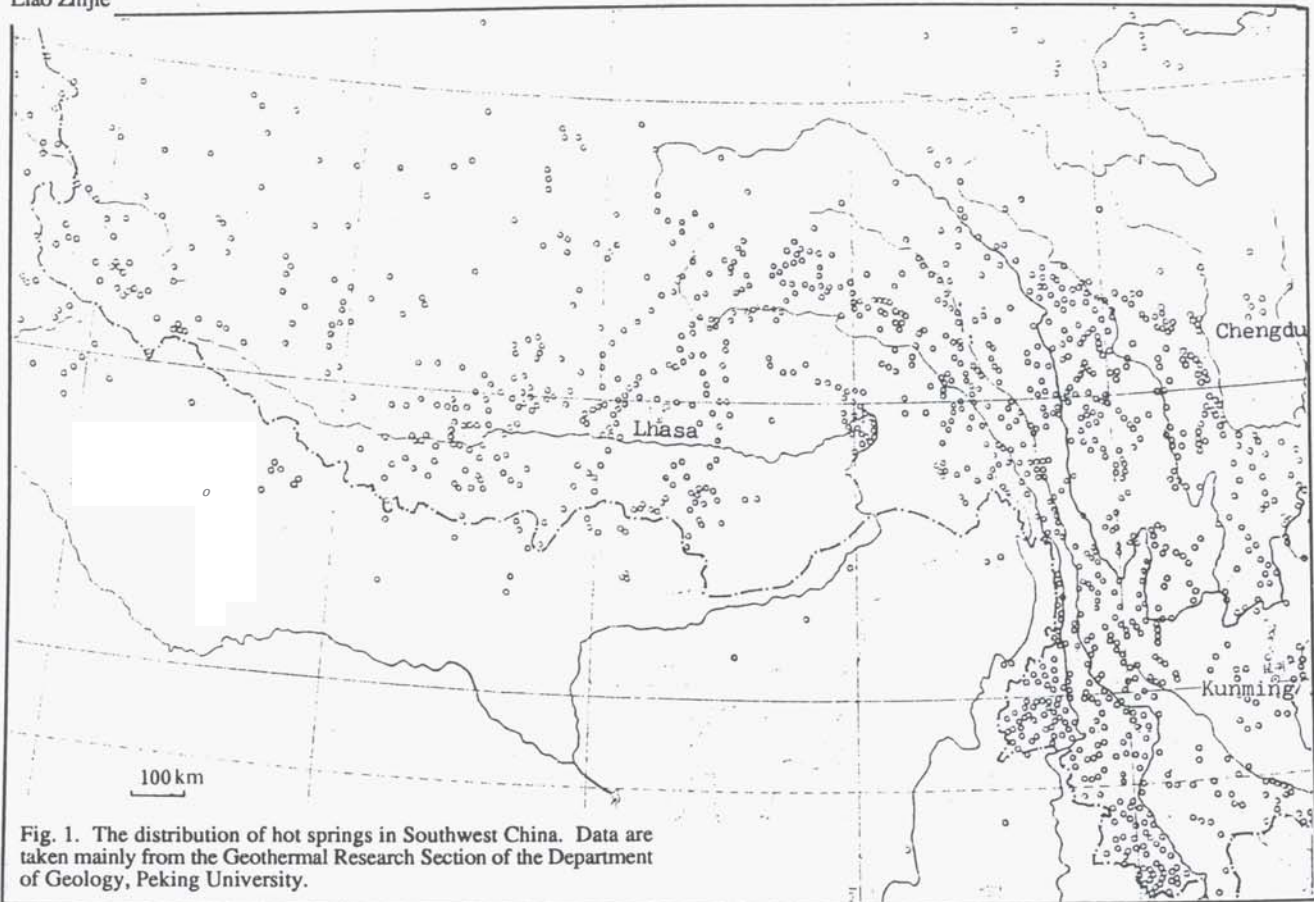 Liao Zhijie
Chengdu
Lhasa
Kunming
100 km
Fig. 1. The distribution of hot springs in Southwest China. Data are
taken mainly from the Geothermal Research Section of the Department
of Geology, Peking University.